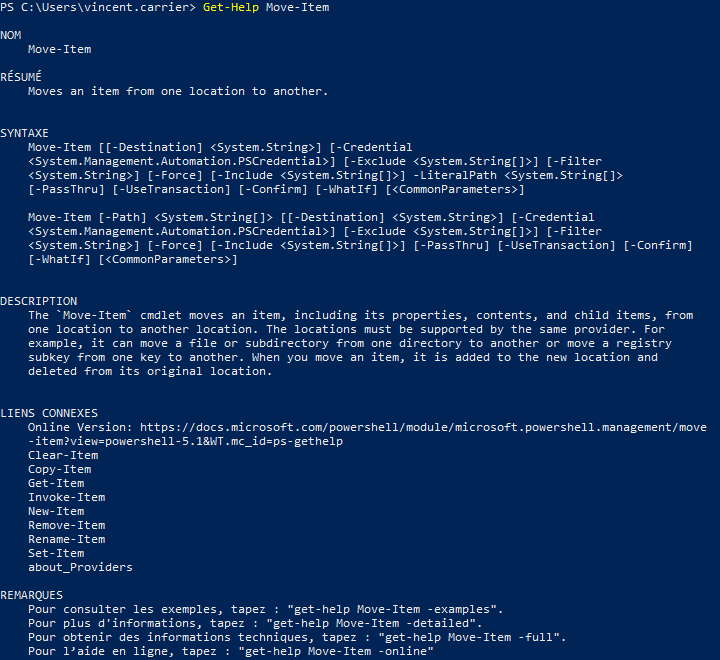 PS C:\Users\vincent.carrier> Get-Help Move-Item
NOM
Move-Item
RÉSUMÉ
Moves an item from one location to another.
SYNTAXE
Move-Item [[-Destination] <System.String>] [-Credential
<System.Management.Automation.PSCredential>] [-Exclude <System.String[]>] [-Filter
<System.String>] [-Force] [-Include <System.String[]>] -LiteralPath <System.String[]>
[-PassThru] [-UseTransaction] [-Confirm] [-WhatIf] [<CommonParameters>]
Move-Item [-Path] <System.String[]> [[-Destination] <System.String>] [-Credential
<System.Management.Automation.PSCredential>] [-Exclude <System.String[]>] [-Filter
<System.String>] [-Force] [-Include <System.String[]>] [-PassThru] [-UseTransaction] [-Confirm]
[-WhatIf] [<CommonParameters>]
DESCRIPTION
The `Move-Item` cmdlet moves an item, including its properties, contents, and child items, from
one location to another location. The locations must be supported by the same provider. For
example, it can move a file or subdirectory from one directory to another or move a registry
subkey from one key to another. When you move an item, it is added to the new location and
deleted from its original location.
LIENS CONNEXES
Online Version: https://docs.microsoft.com/powershell/module/microsoft.powershell.management/move
-item?view=powershell-5.1&WT.mc_id=ps-gethelp
Clear-Item
Copy-Item
Get-Item
Invoke-Item
New-Item
Remove-Item
Rename-Item
Set-Item
about_Providers
REMARQUES
Pour consulter les exemples, tapez : "get-help Move-Item -examples".
Pour plus d'informations, tapez : "get-help Move-Item -detailed".
Pour obtenir des informations techniques, tapez : "get-help Move-Item -full".
Pour l’aide en ligne, tapez : "get-help Move-Item -online"